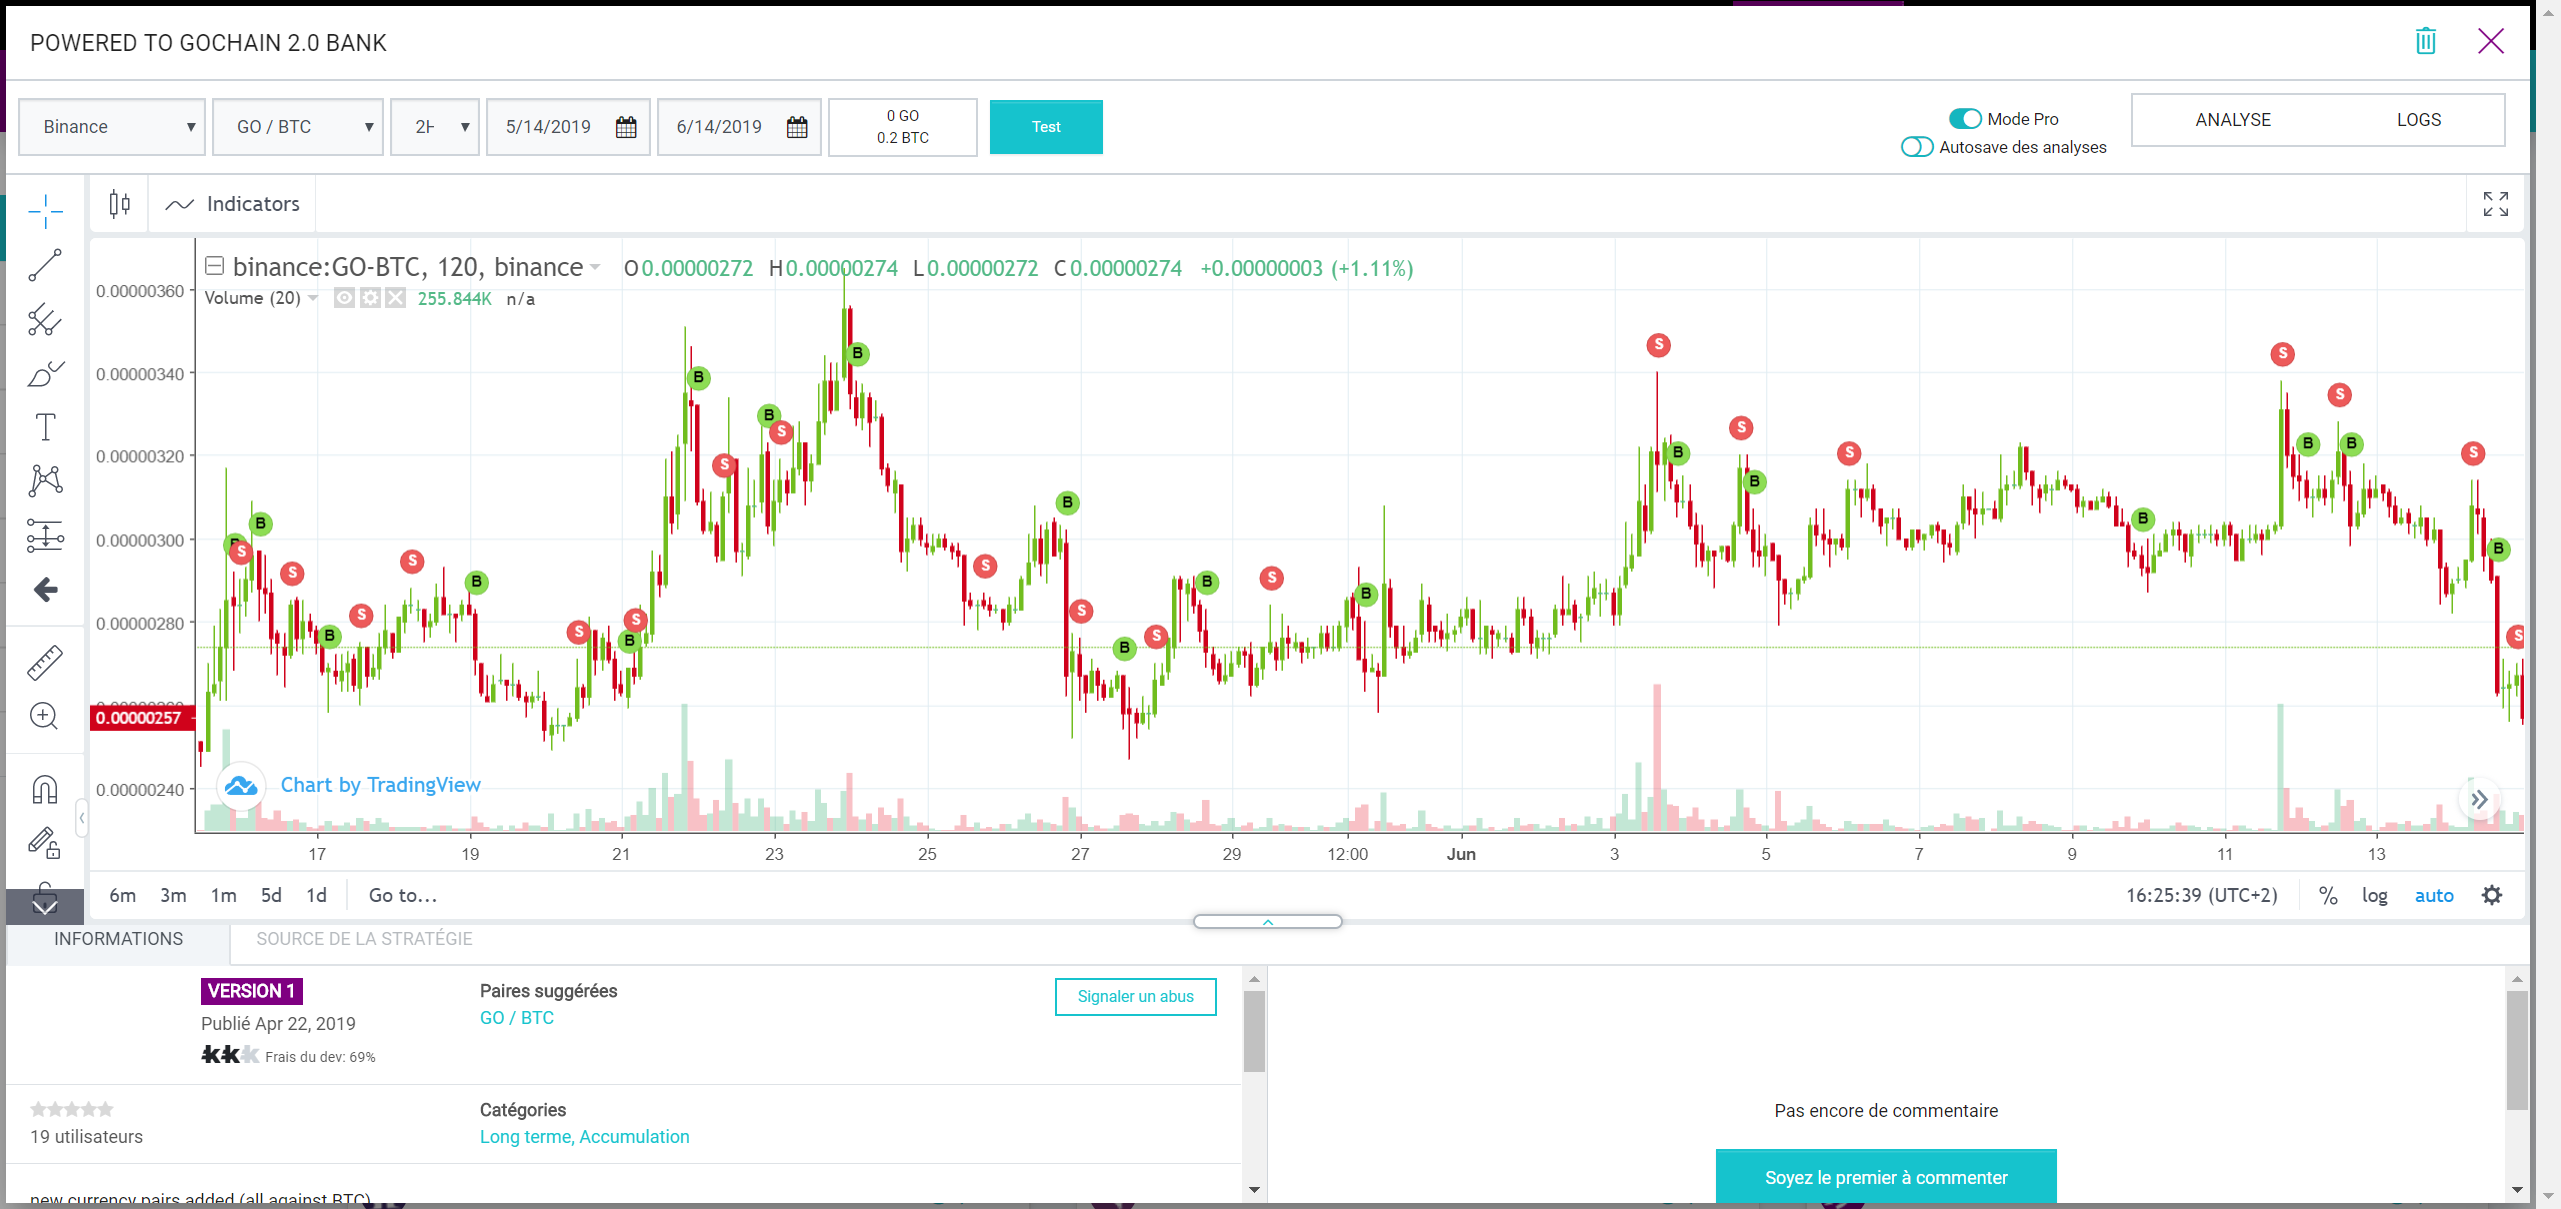 POWERED TO GOCHAIN 2.0 BANK
Binance
GO / BTC
5/14/2019
6/14/2019
0 GO
0.2 BTC
Test
Mode Pro
Autosave des analyses
ANALYSE
LOGS
Indicators
binance:GO-BTC, 120, binance
O0.00000272 H0.00000274 L0.00000272 C0.00000274 +0.00000003 (+1.11%)
Volume (20)
255.844K n/a
0.00000360
0.00000340
0.00000320
0.00000300
0.00000280
0.00000257
0.00000240
B
S
B
S
B
S
S
B
S
B
S
B
S
B
S
B
S
B
S
B
S
B
S
B
S
B
S
B
S
B
S
B
S
B
S
B
S
Chart by TradingView
17 19 21 23 25 27 29 12:00 Jun 3 5 7 9 11 13
6m 3m 1m 5d 1d Go to...
16:25:39 (UTC+2) % log auto
INFORMATIONS
SOURCE DE LA STRATÉGIE
VERSION 1
Publié Apr 22, 2019
Frais du dev: 69%
Paires suggérées
GO / BTC
Signaler un abus
19 utilisateurs
Catégories
Long terme, Accumulation
new currency pairs added (all against BTC)
Pas encore de commentaire
Soyez le premier à commenter